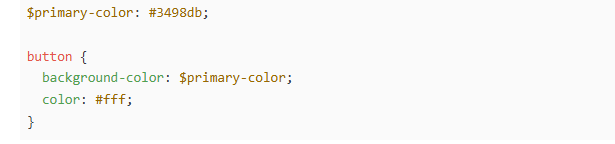 $primary-color: #3498db;

button {
  background-color: $primary-color;
  color: #fff;
}